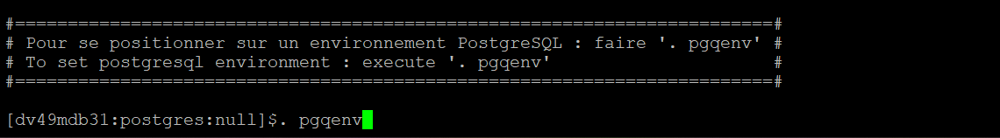 #========================================================================#
# Pour se positionner sur un environnement PostgreSQL : faire '. pgqenv' #
# To set postgresql environment : execute '. pgqenv'                     #
#========================================================================#
[dv49mdb31:postgres:null]$. pgqenv